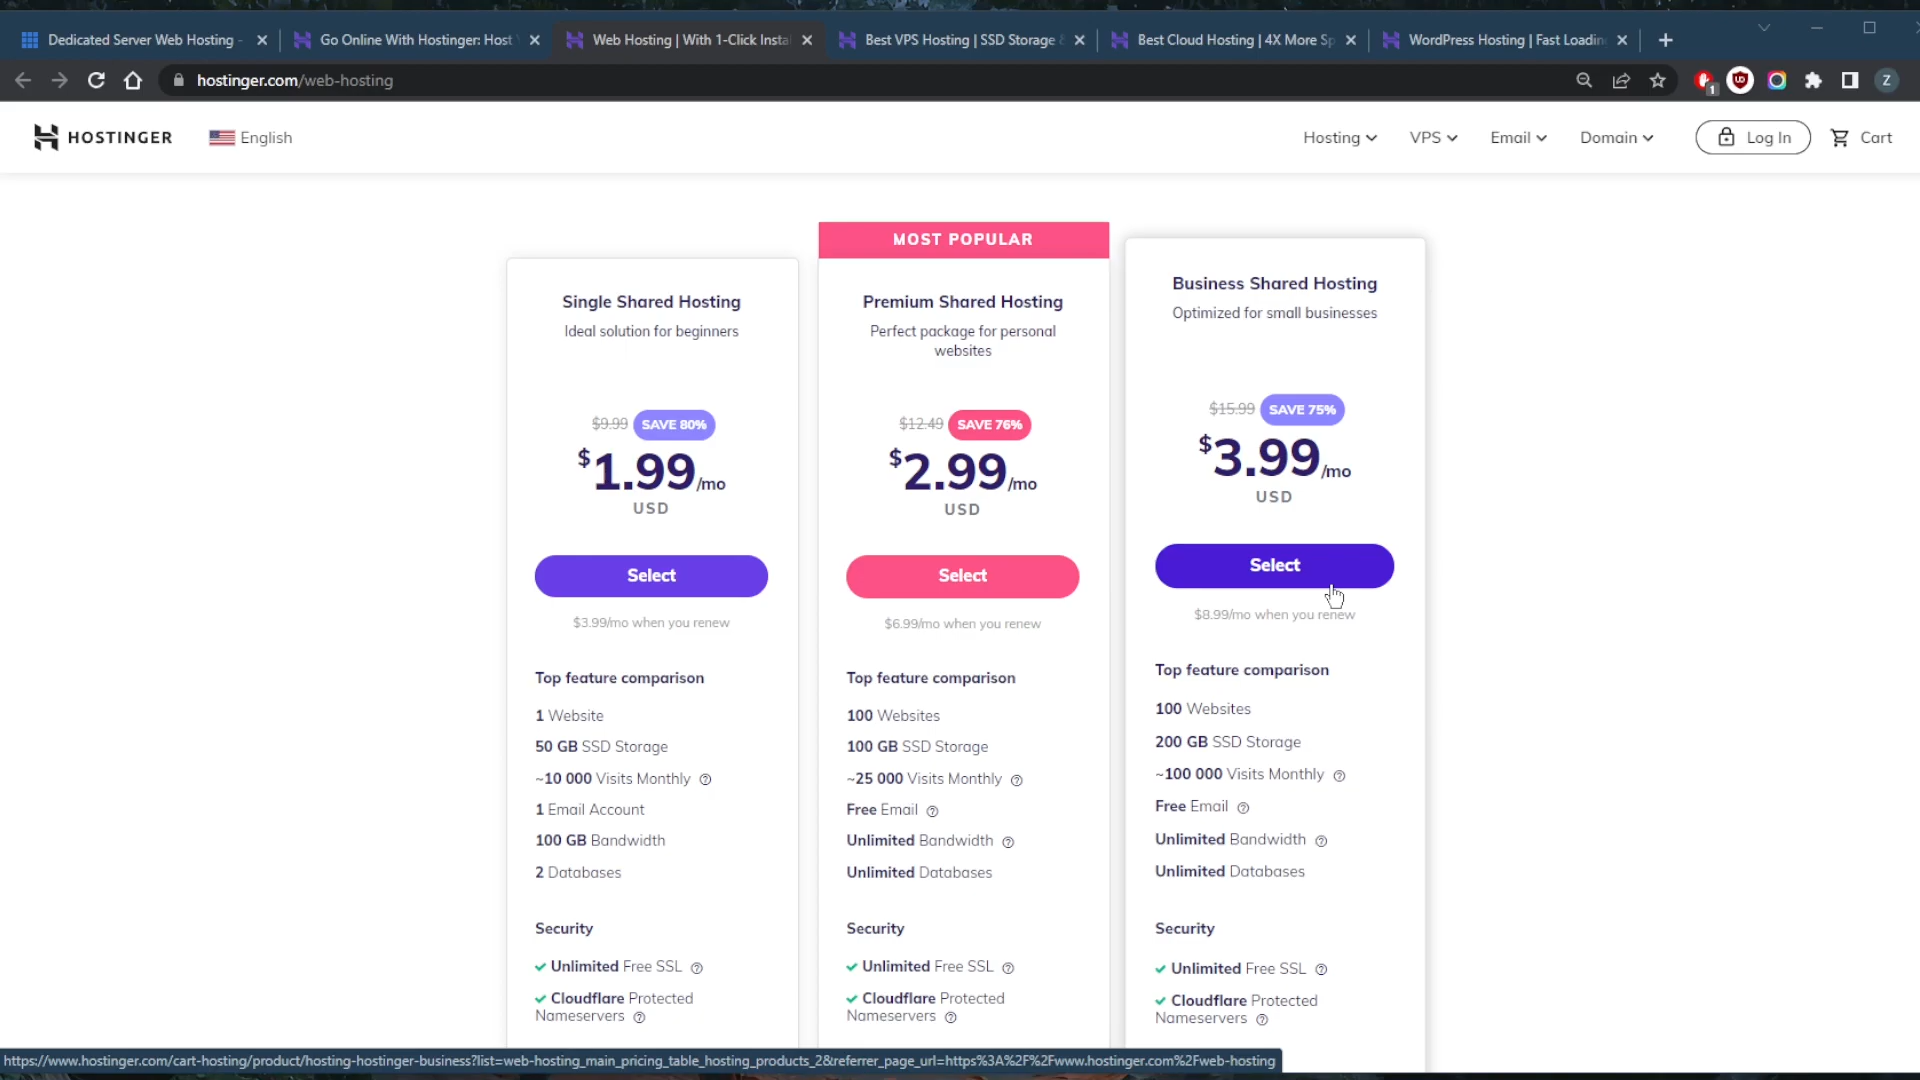 Dedicated Server Web Hosting -
Go Online With Hostinger: Host
Web Hosting | With 1-Click Insta
Best VPS Hosting | SSD Storage
Best Cloud Hosting | 4X More Sp
WordPress Hosting | Fast Loadin
hostinger.com/web-hosting
1
Z
HOSTINGER
English
Hosting
VPS
Email
Domain
Log In
Cart
Single Shared Hosting
Ideal solution for beginners
$9.99 SAVE 80%
$1.99/mo
USD
Select
$3.99/mo when you renew
Top feature comparison
1 Website
50 GB SSD Storage
~10 000 Visits Monthly
1 Email Account
100 GB Bandwidth
2 Databases
Security
Unlimited Free SSL
Cloudflare Protected
Nameservers
MOST POPULAR
Premium Shared Hosting
Perfect package for personal
websites
$12.49 SAVE 76%
$2.99/mo
USD
Select
$6.99/mo when you renew
Top feature comparison
100 Websites
100 GB SSD Storage
~25 000 Visits Monthly
Free Email
Unlimited Bandwidth
Unlimited Databases
Security
Unlimited Free SSL
Cloudflare Protected
Nameservers
Business Shared Hosting
Optimized for small businesses
$15.99 SAVE 75%
$3.99/mo
USD
Select
$8.99/mo when you renew
Top feature comparison
100 Websites
200 GB SSD Storage
~100 000 Visits Monthly
Free Email
Unlimited Bandwidth
Unlimited Databases
Security
Unlimited Free SSL
Cloudflare Protected
Nameservers
https://www.hostinger.com/cart-hosting/product/hosting-hostinger-business?list=web-hosting_main_pricing_table_hosting_products_2&referrer_page_url=https%3A%2F%2Fwww.hostinger.com%2Fweb-hosting